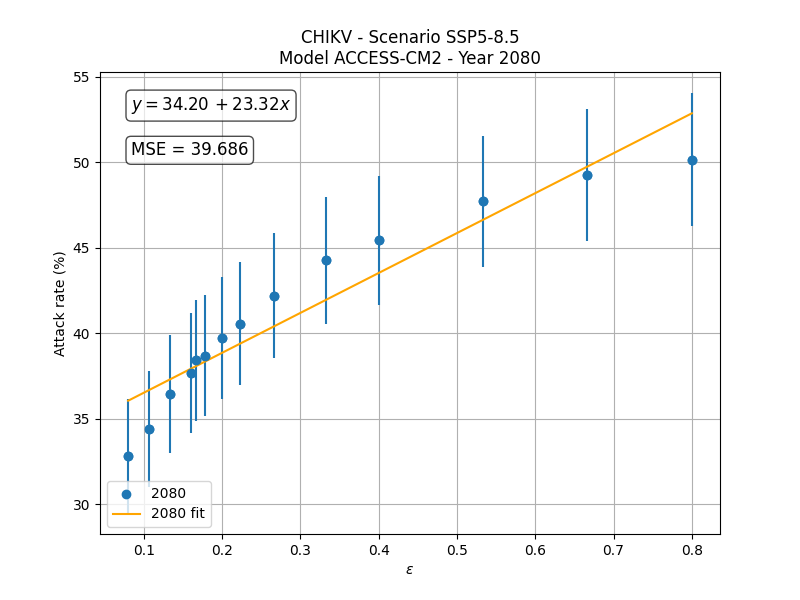 CHIKV - Scenario SSP5-8.5
Model ACCESS-CM2 - Year 2080
y = 34.20 + 23.32x
MSE = 39.686
Attack rate (%)
55
50
45
40
35
30
2080
2080 fit
0.1 0.2 0.3 0.4 0.5 0.6 0.7 0.8
ε